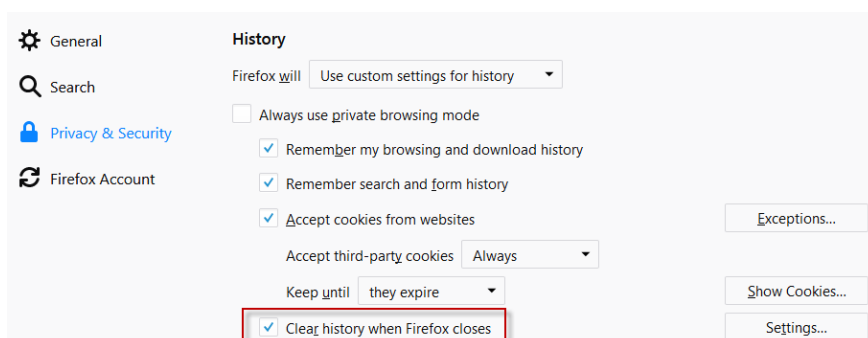 General
Search
Privacy & Security
Firefox Account
History
Firefox will Use custom settings for history
Always use private browsing mode
Remember my browsing and download history
Remember search and form history
Accept cookies from websites Exceptions...
Accept third-party cookies Always
Keep until they expire Show Cookies...
Clear history when Firefox closes Settings...